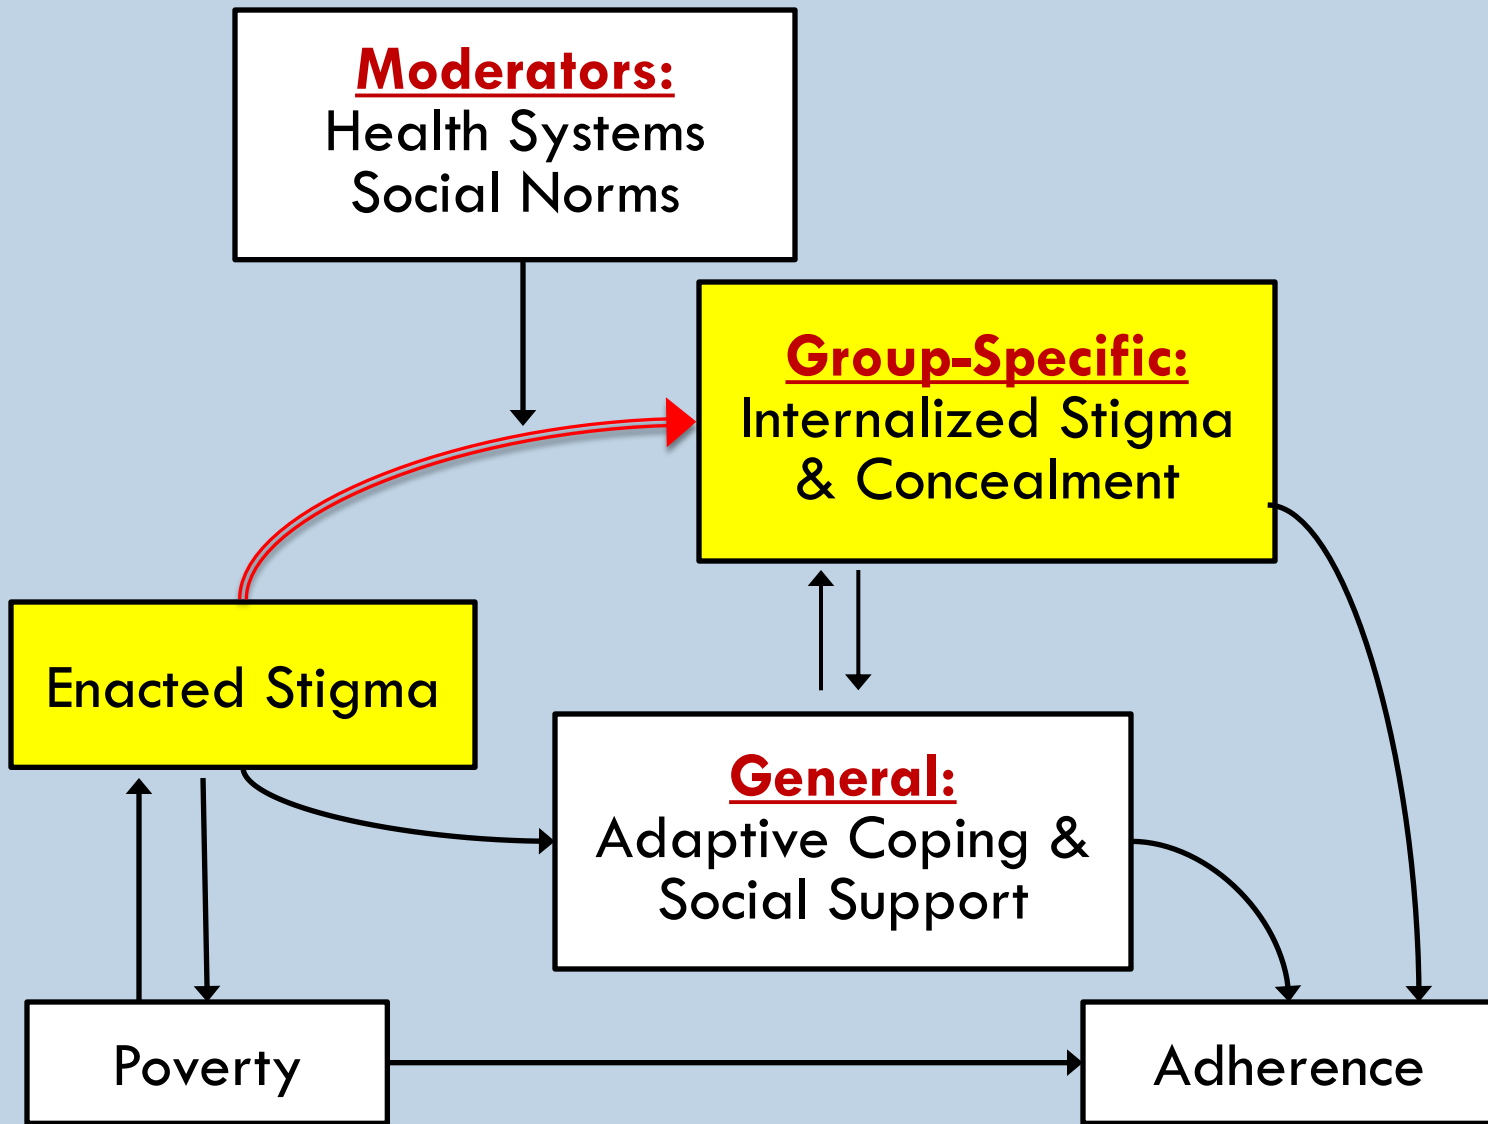 Moderators:
Health Systems
Social Norms
Group-Specific:
Internalized Stigma
& Concealment
Enacted Stigma
General:
Adaptive Coping &
Social Support
Poverty
Adherence